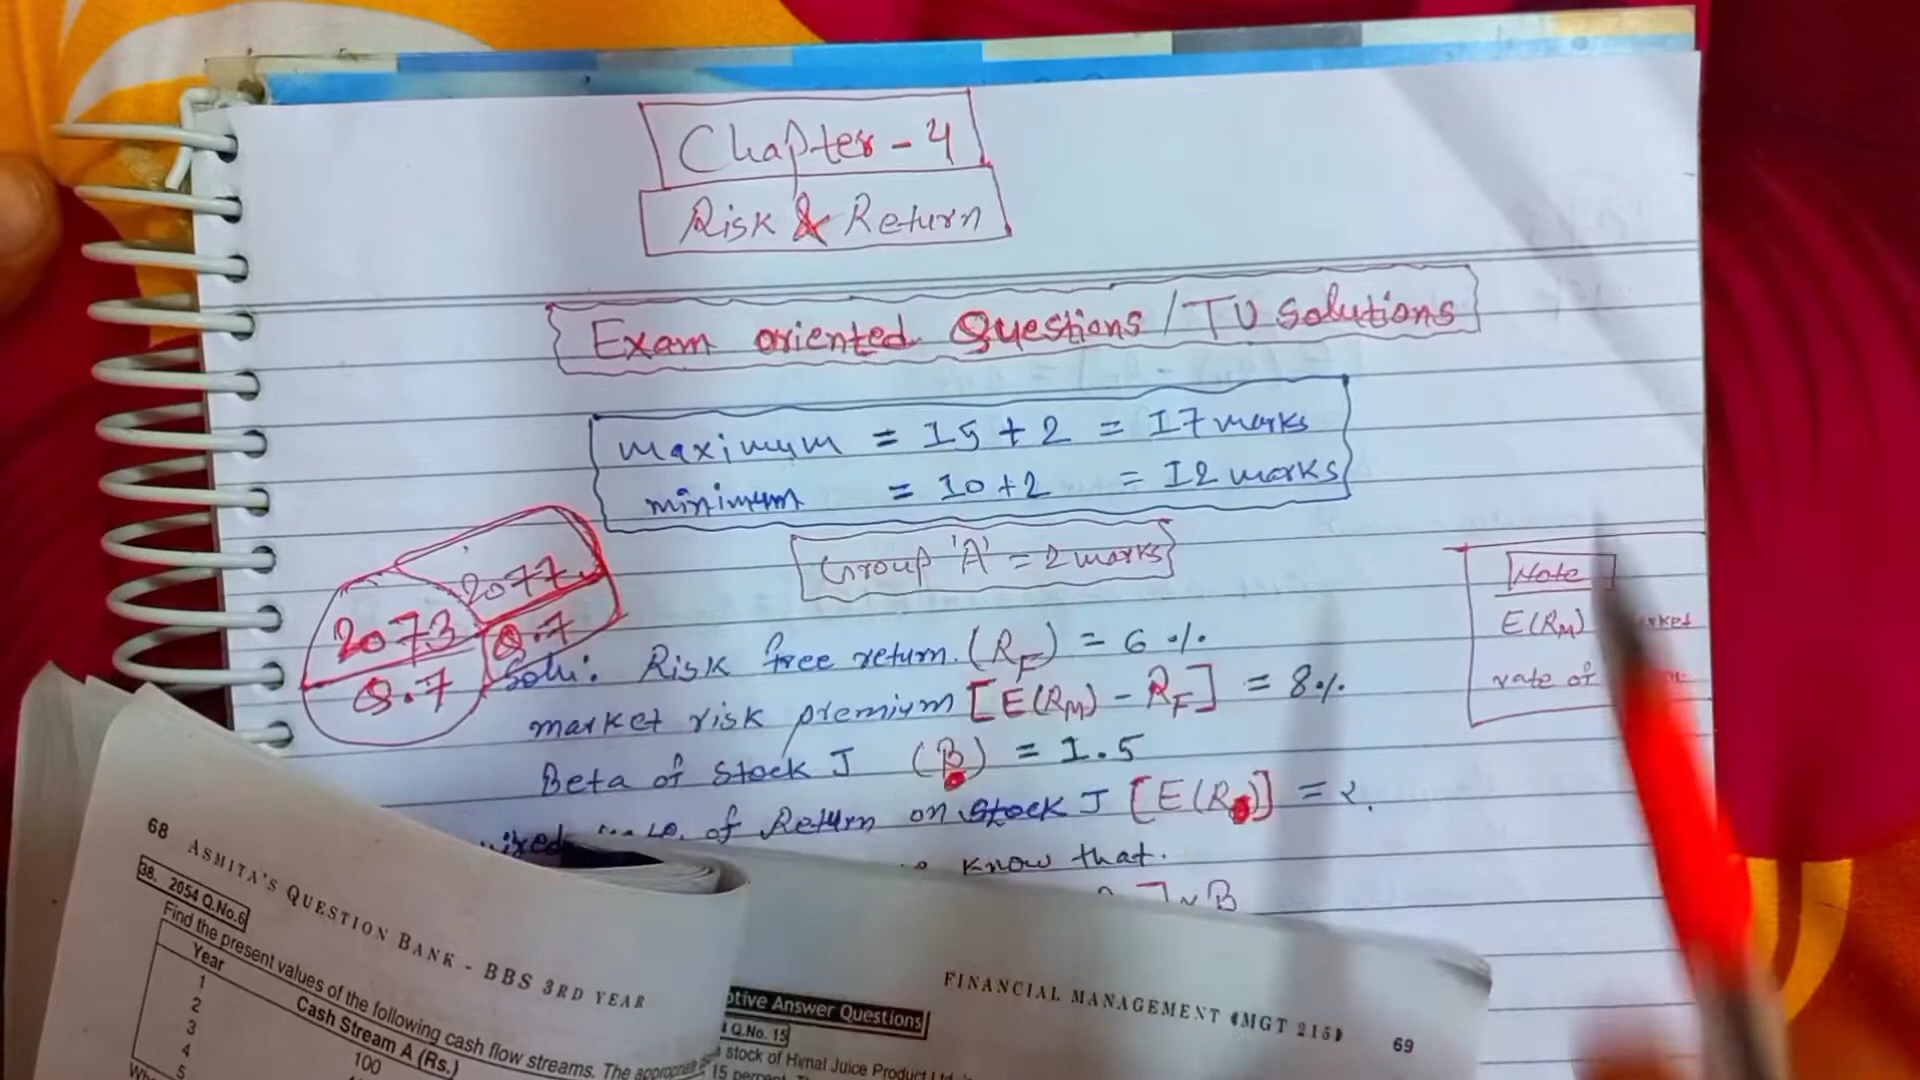 Chapter - 4
Risk & Return
Exam oriented Questions / TU Solutions
maximum = 15 + 2 = 17 marks
minimum = 10 + 2 = 12 marks
Group 'A' = 2 marks
2077
Q.7
2073
Q.7
Note
E(RM)
rate of
Soln: Risk free return (RF) = 6 %
market risk premium [E(RM) - RF] = 8%
Beta of Stock J (B) = 1.5
of Return on Stock J [E(R)] = ?
know that.
] x B
68 ASMITA'S QUESTION BANK - BBS 3RD YEAR
38. 2054 Q.No.6
Find the present values of the following cash flow streams. The appropriate
Year
Cash Stream A (Rs.)
1
100
2
3
4
5
FINANCIAL MANAGEMENT (MGT 215) 69
Answer Questions
Q.No. 15
stock of Himal Juice Product
15